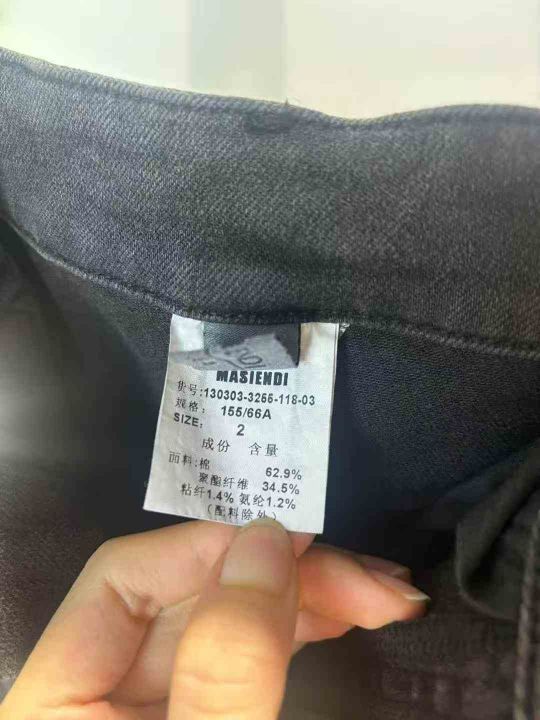 MASIENDI
货号:130303-3255-118-03
规格: 155/66A
SIZE: 2
成份 含量
面料:棉 62.9%
聚酯纤维 34.5%
粘纤1.4% 氨纶1.2%
(配料除外)